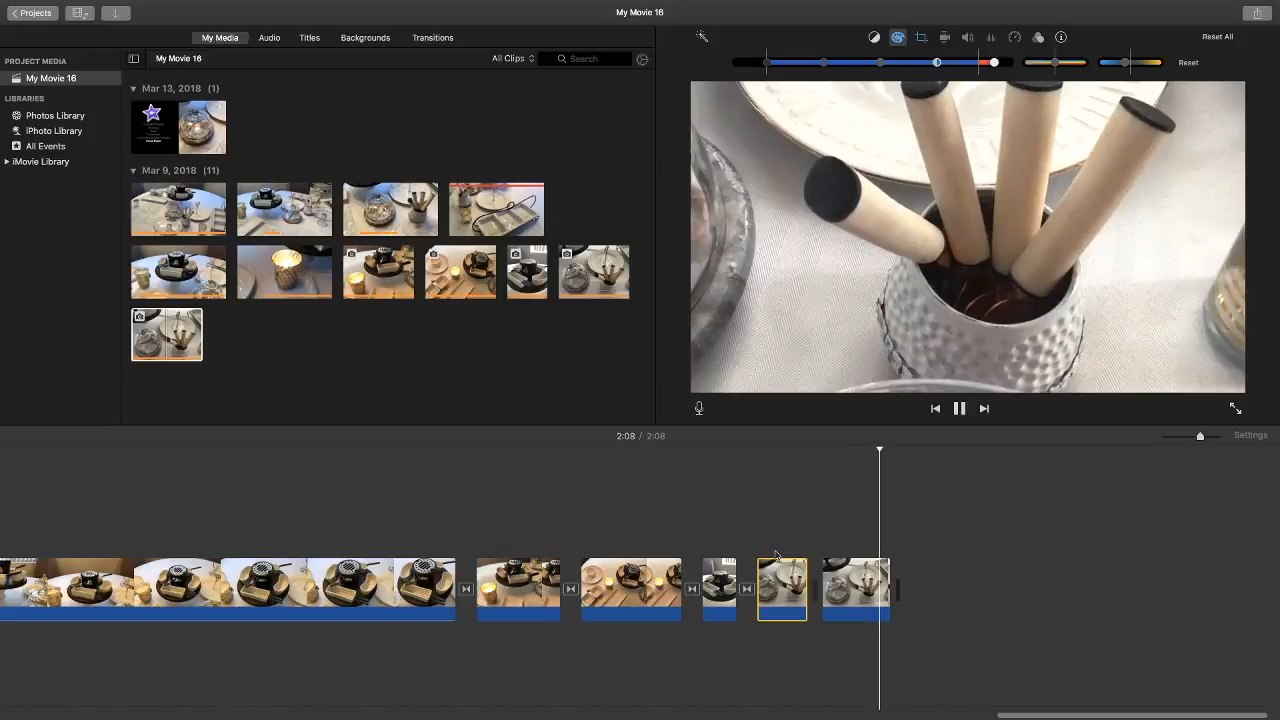 Projects
My Movie 16
My Media Audio Titles Backgrounds Transitions
Reset All
PROJECT MEDIA
My Movie 16
LIBRARIES
Photos Library
iPhoto Library
All Events
iMovie Library
My Movie 16
All Clips
Search
Reset
Mar 13, 2018 (1)
Mar 9, 2018 (11)
2:08 / 2:08
Settings